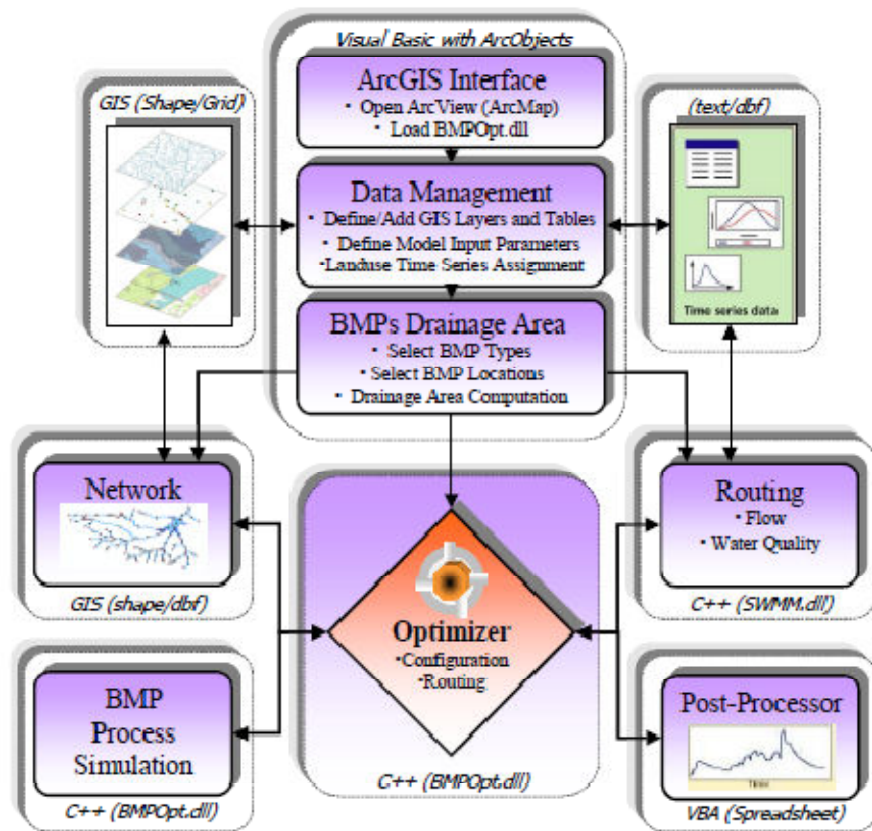 Visual Basic with ArcObjects
ArcGIS Interface
• Open ArcView (ArcMap)
• Load BMPOpt.dll
GIS (Shape/Grid)
(text/dbf)
Data Management
• Define/Add GIS Layers and Tables
• Define Model Input Parameters
•Landuse Time Series Assignment
Time series data
BMPs Drainage Area
• Select BMP Types
• Select BMP Locations
• Drainage Area Computation
Network
GIS (shape/dbf)
Routing
• Flow
• Water Quality
C++ (SWMM.dll)
Optimizer
•Configuration
•Routing
C++ (BMPOpt.dll)
BMP
Process
Simulation
C++ (BMPOpt.dll)
Post-Processor
Time
VBA (Spreadsheet)